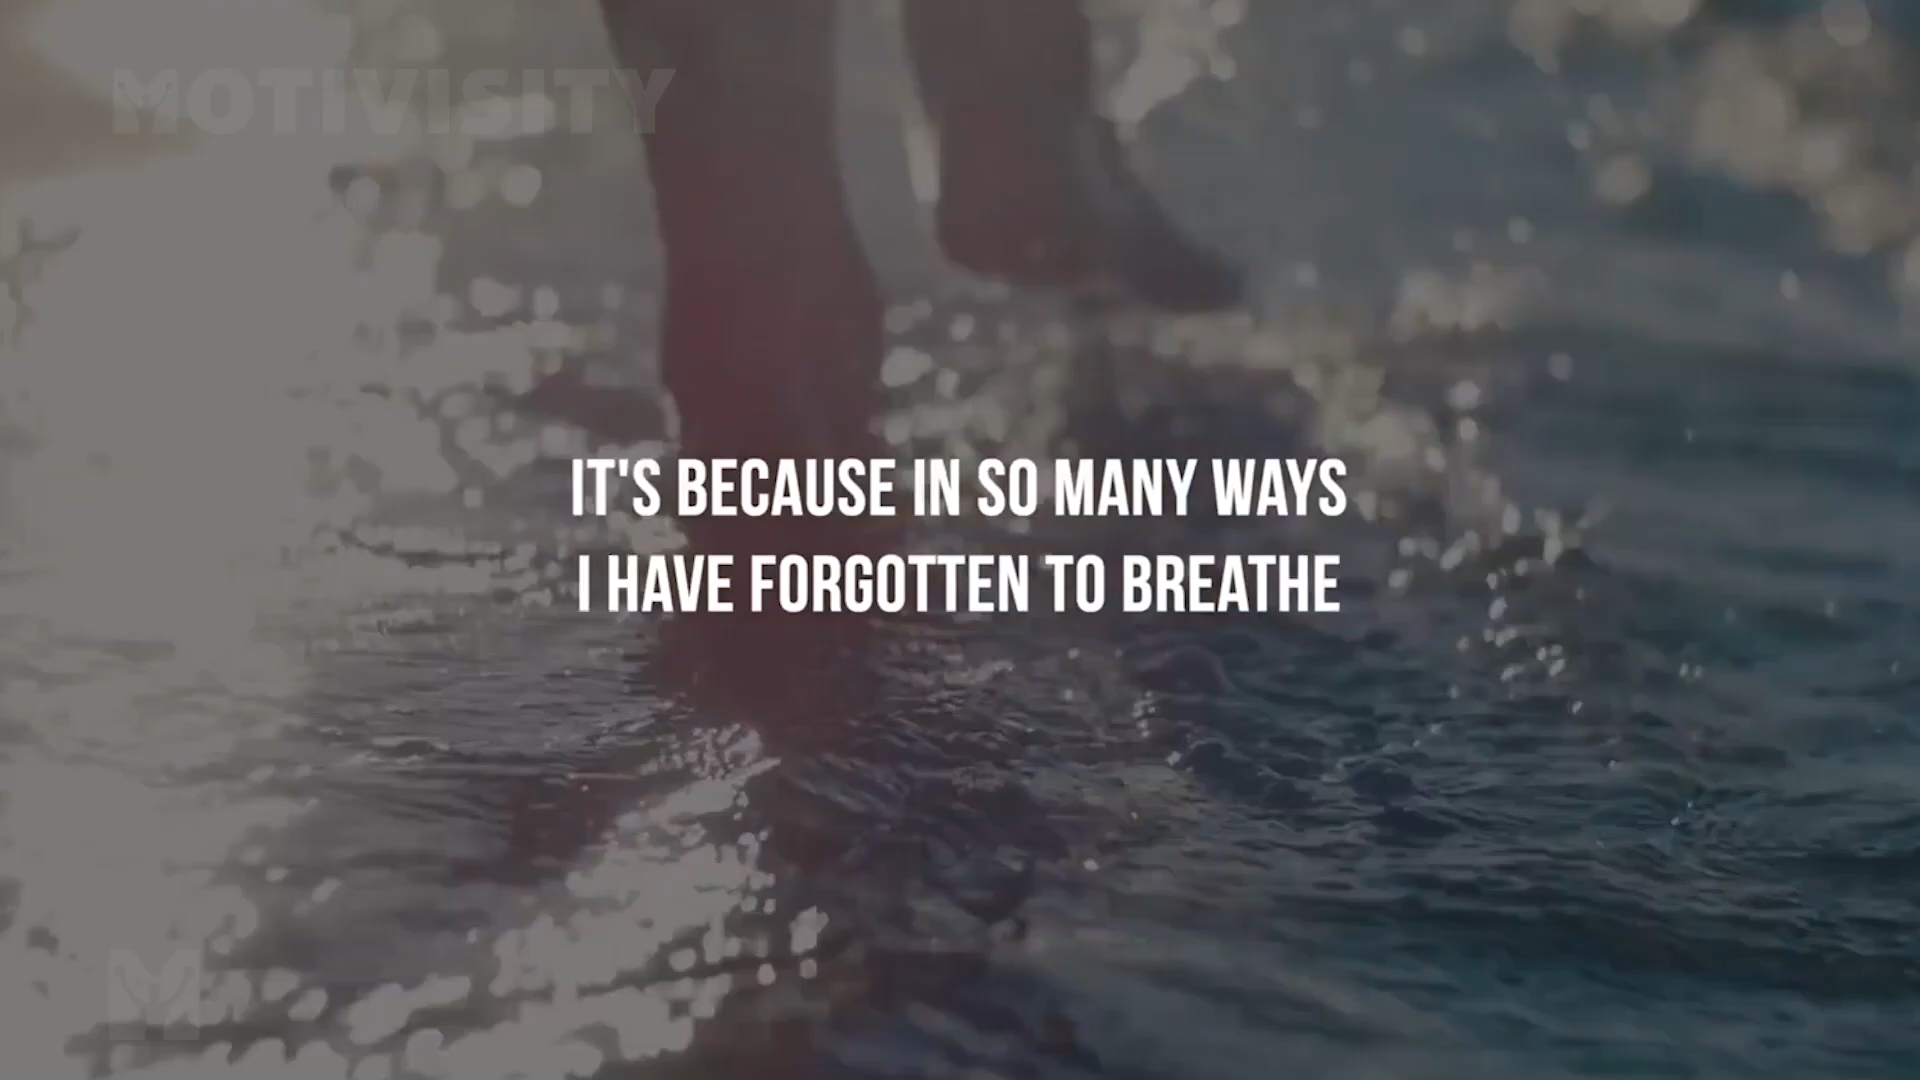 MOTIVISITY
IT'S BECAUSE IN SO MANY WAYS
I HAVE FORGOTTEN TO BREATHE
M